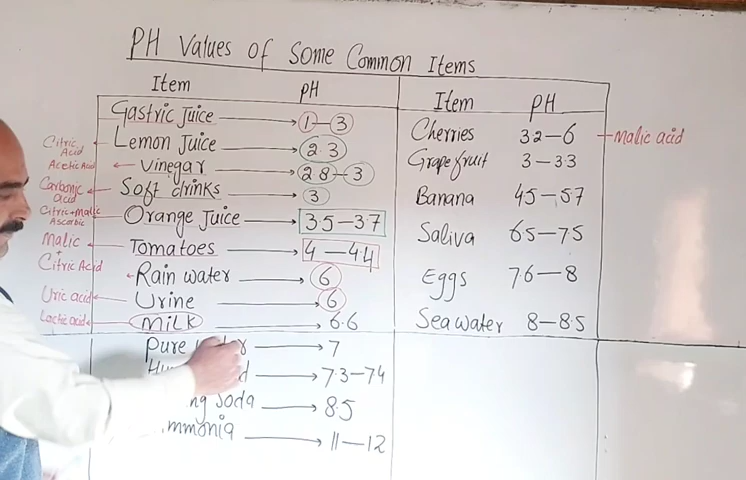 PH Values of Some Common Items
Item pH
Gastric Juice 1-3
Citric Acid Lemon Juice 2.3
Acetic Acid Vinegar 2.8-3
Carbonic acid Soft drinks 3
Citric+Malic Ascorbic Orange Juice 3.5-3.7
Malic + Citric Acid Tomatoes 4-4.4
Rain water 6
Uric acid Urine 6
Lactic acid Milk 6.6
Pure 7
7.3-7.4
Soda 8.5
mmonia 11-12
Item PH
Cherries 3.2-6 Malic acid
Grapefruit 3-3.3
Banana 4.5-5.7
Saliva 6.5-7.5
Eggs 7.6-8
Seawater 8-8.5